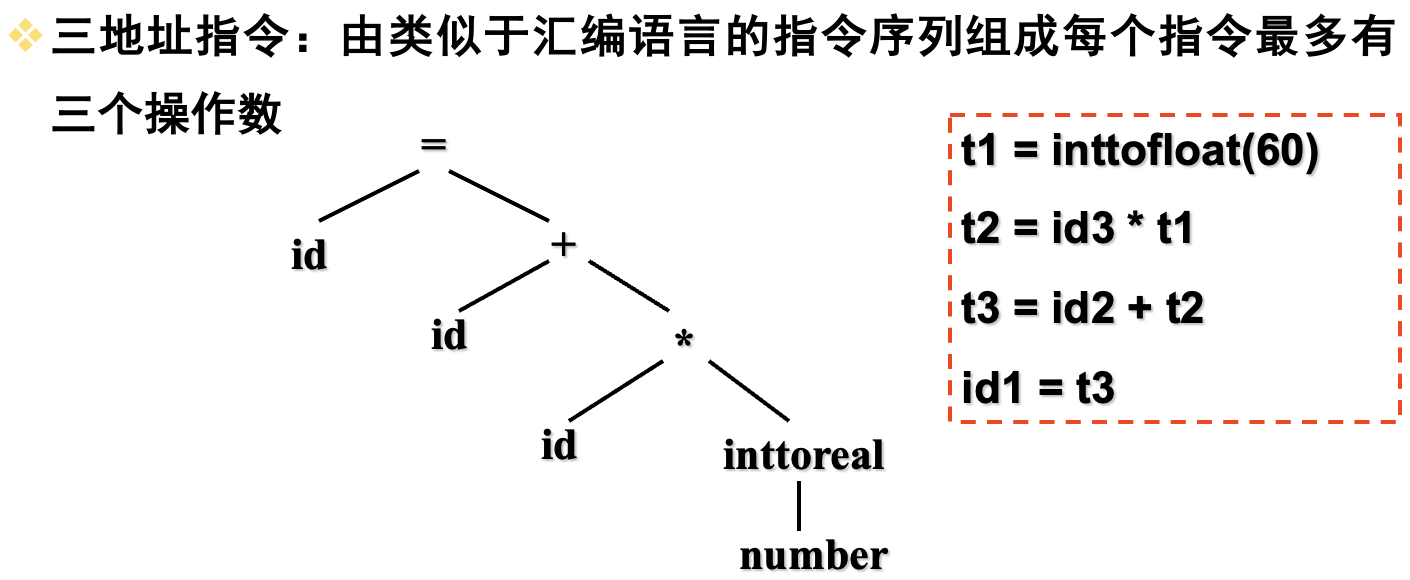 三地址指令：由类似于汇编语言的指令序列组成每个指令最多有
三个操作数
=
id
+
id
*
id
inttoreal
number
t1 = inttofloat(60)
t2 = id3 * t1
t3 = id2 + t2
id1 = t3